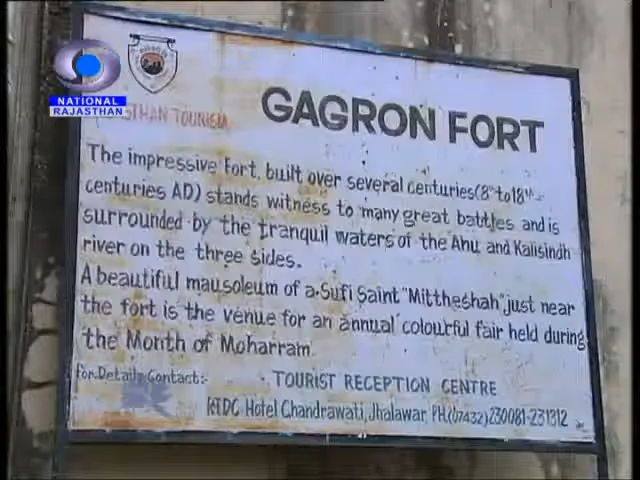 NATIONAL
RAJASTHAN
TOURISM
GAGRON FORT
The impressive Fort, built over several centuries (8th to 18th
centuries AD) stands witness to many great battles and is
surrounded by the tranquil waters of the Ahu and Kalisindh
river on the three sides.
A beautiful mausoleum of a Sufi Saint "Mittheshah" just near
the fort is the venue for an annual colourful fair held during
the Month of Moharram.
For Details Contact:-
TOURIST RECEPTION CENTRE
RTDC Hotel Chandrawati, Jhalawar, PH.(07432) 230081-231312